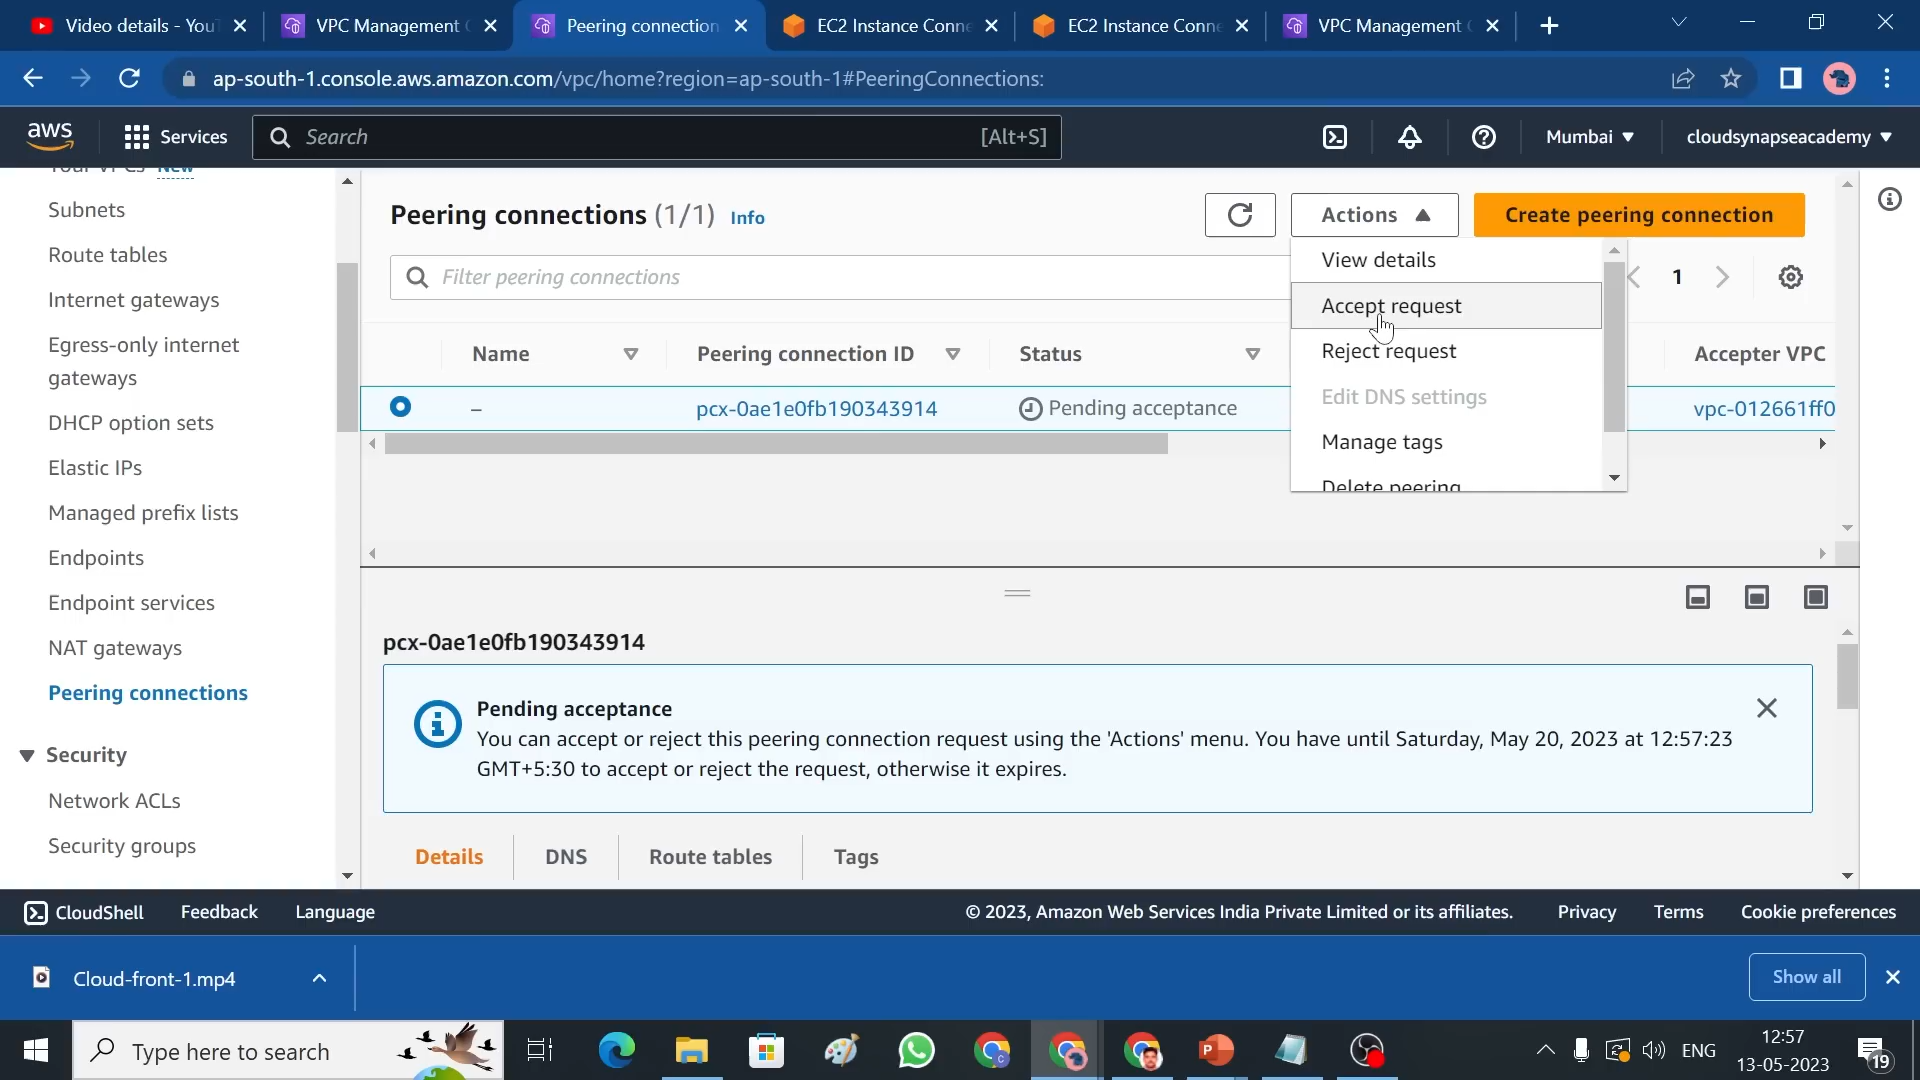 Video details - You
VPC Management C
Peering connection
EC2 Instance Conne
EC2 Instance Conne
VPC Management C
ap-south-1.console.aws.amazon.com/vpc/home?region=ap-south-1#PeeringConnections:
aws
Services
Search
[Alt+S]
Mumbai
cloudsynapseacademy
Your VPCs New
Subnets
Route tables
Internet gateways
Egress-only internet
gateways
DHCP option sets
Elastic IPs
Managed prefix lists
Endpoints
Endpoint services
NAT gateways
Peering connections
Security
Network ACLs
Security groups
Peering connections (1/1) Info
Actions
Create peering connection
Filter peering connections
1
View details
Accept request
Reject request
Edit DNS settings
Manage tags
Delete peering
Name
Peering connection ID
Status
Accepter VPC
–
pcx-0ae1e0fb190343914
Pending acceptance
vpc-012661ff0
pcx-0ae1e0fb190343914
Pending acceptance
You can accept or reject this peering connection request using the 'Actions' menu. You have until Saturday, May 20, 2023 at 12:57:23
GMT+5:30 to accept or reject the request, otherwise it expires.
Details
DNS
Route tables
Tags
CloudShell
Feedback
Language
© 2023, Amazon Web Services India Private Limited or its affiliates.
Privacy
Terms
Cookie preferences
Cloud-front-1.mp4
Show all
Type here to search
ENG
12:57
13-05-2023
19